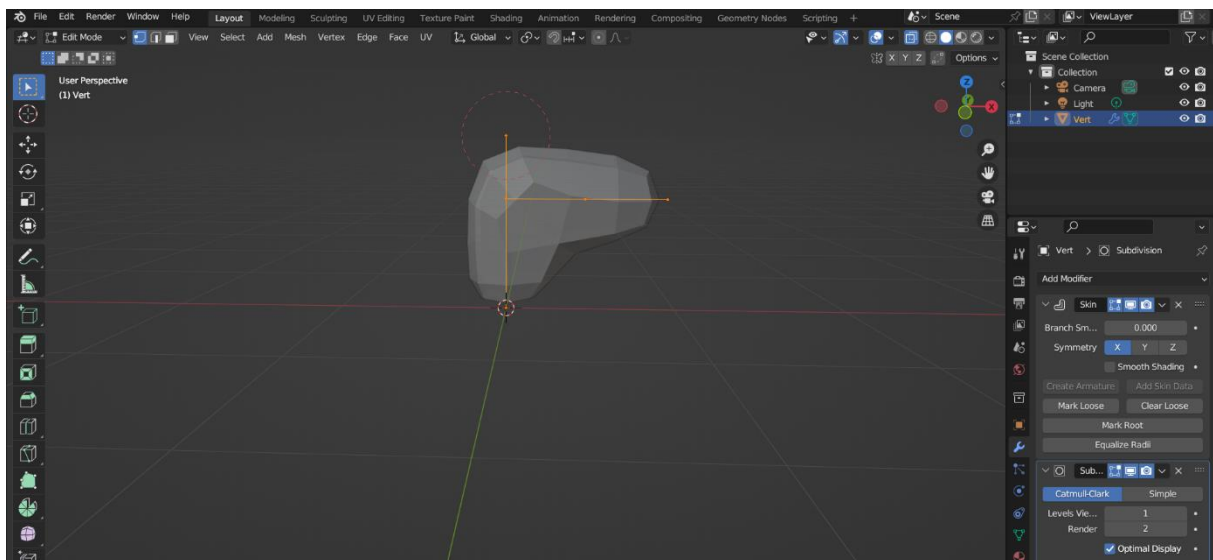 File Edit Render Window Help Layout Modeling Sculpting UV Editing Texture Paint Shading Animation Rendering Compositing Geometry Nodes Scripting + Scene ViewLayer
Edit Mode View Select Add Mesh Vertex Edge Face UV Global
X Y Z Options
User Perspective
(1) Vert
Z
Y
X
Scene Collection
Collection
Camera
Light
Vert
Vert > Subdivision
Add Modifier
Skin
Branch Sm... 0.000
Symmetry X Y Z
Smooth Shading
Create Armature Add Skin Data
Mark Loose Clear Loose
Mark Root
Equalize Radii
Sub...
Catmull-Clark Simple
Levels Vie... 1
Render 2
Optimal Display